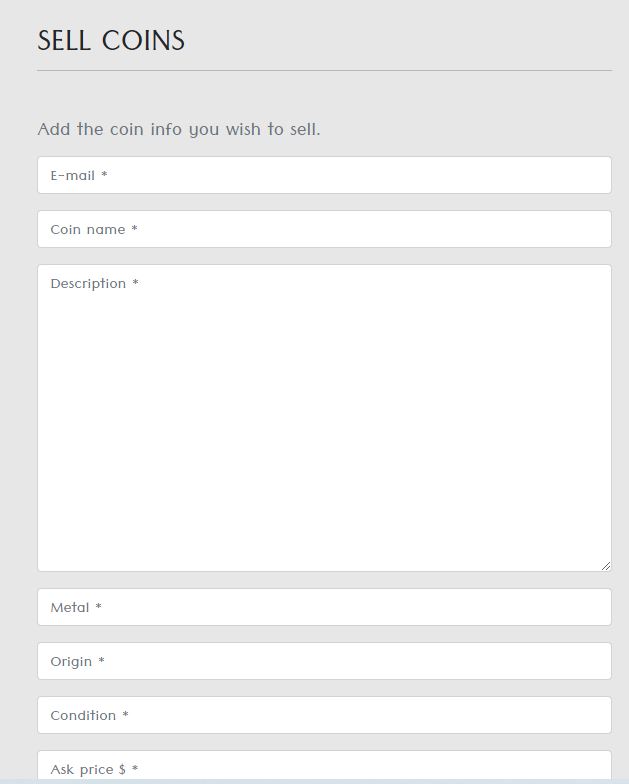 SELL COINS
Add the coin info you wish to sell.
E-mail *
Coin name *
Description *
Metal *
Origin *
Condition *
Ask price $ *